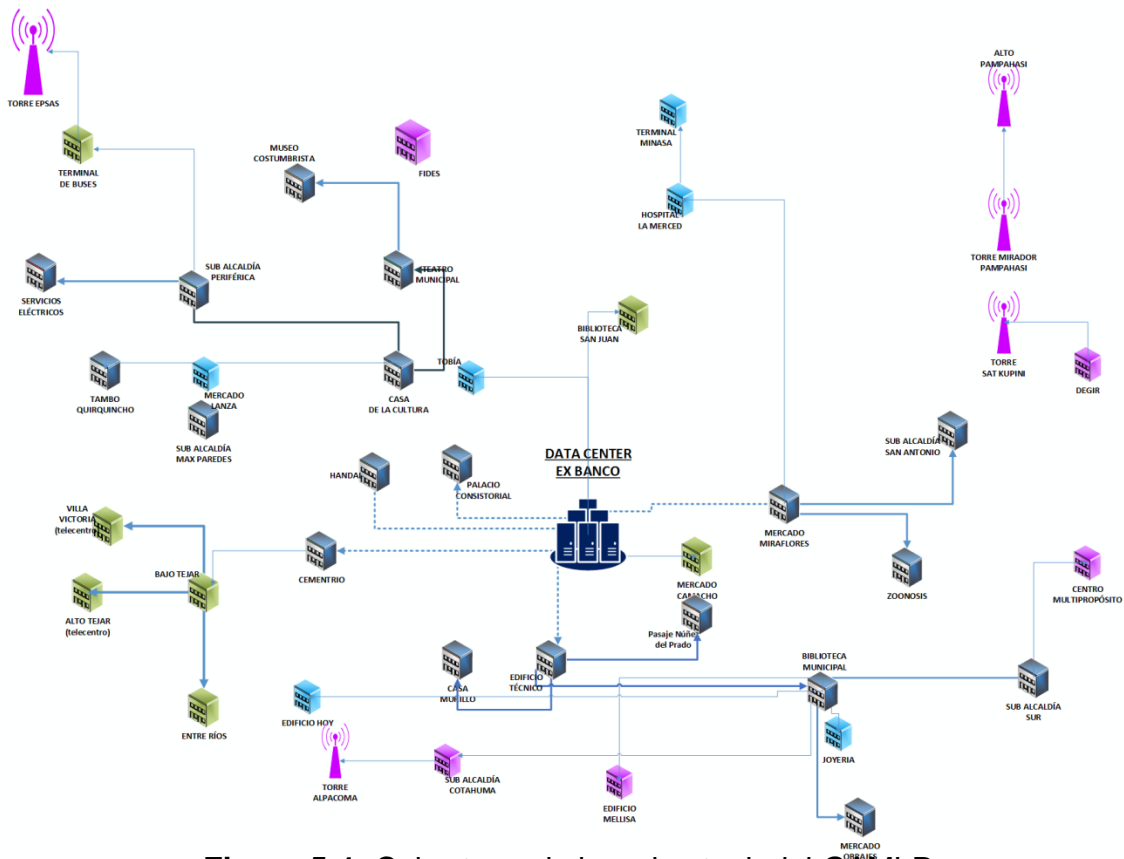 TORRE EPSAS
ALTO
PAMPAHASI
TERMINAL
MINASA
MUSEO
COSTUMBRISTA
FIDES
TERMINAL
DE BUSES
HOSPITAL
LA MERCED
TORRE MIRADOR
PAMPAHASI
SUB ALCALDÍA
PERIFÉRICA
TEATRO
MUNICIPAL
SERVICIOS
ELÉCTRICOS
BIBLIOTECA
SAN JUAN
TORRE
SAT KUPINI
DEGIR
TOBÍA
TAMBO
QUIRQUINCHO
MERCADO
LANZA
CASA
DE LA CULTURA
SUB ALCALDÍA
MAX PAREDES
SUB ALCALDÍA
SAN ANTONIO
DATA CENTER
EX BANCO
HANDAL
PALACIO
CONSISTORIAL
VILLA
VICTORIA
(telecentro)
MERCADO
MIRAFLORES
BAJO TEJAR
CEMENTRIO
MERCADO
CAMACHO
ZOONOSIS
CENTRO
MULTIPROPÓSITO
ALTO TEJAR
(telecentro)
Pasaje Núñez
del Prado
BIBLIOTECA
MUNICIPAL
CASA
MURILLO
EDIFICIO
TÉCNICO
SUB ALCALDÍA
SUR
ENTRE RÍOS
EDIFICIO HOY
JOYERIA
TORRE
ALPACOMA
SUB ALCALDÍA
COTAHUMA
EDIFICIO
MELLISA
MERCADO